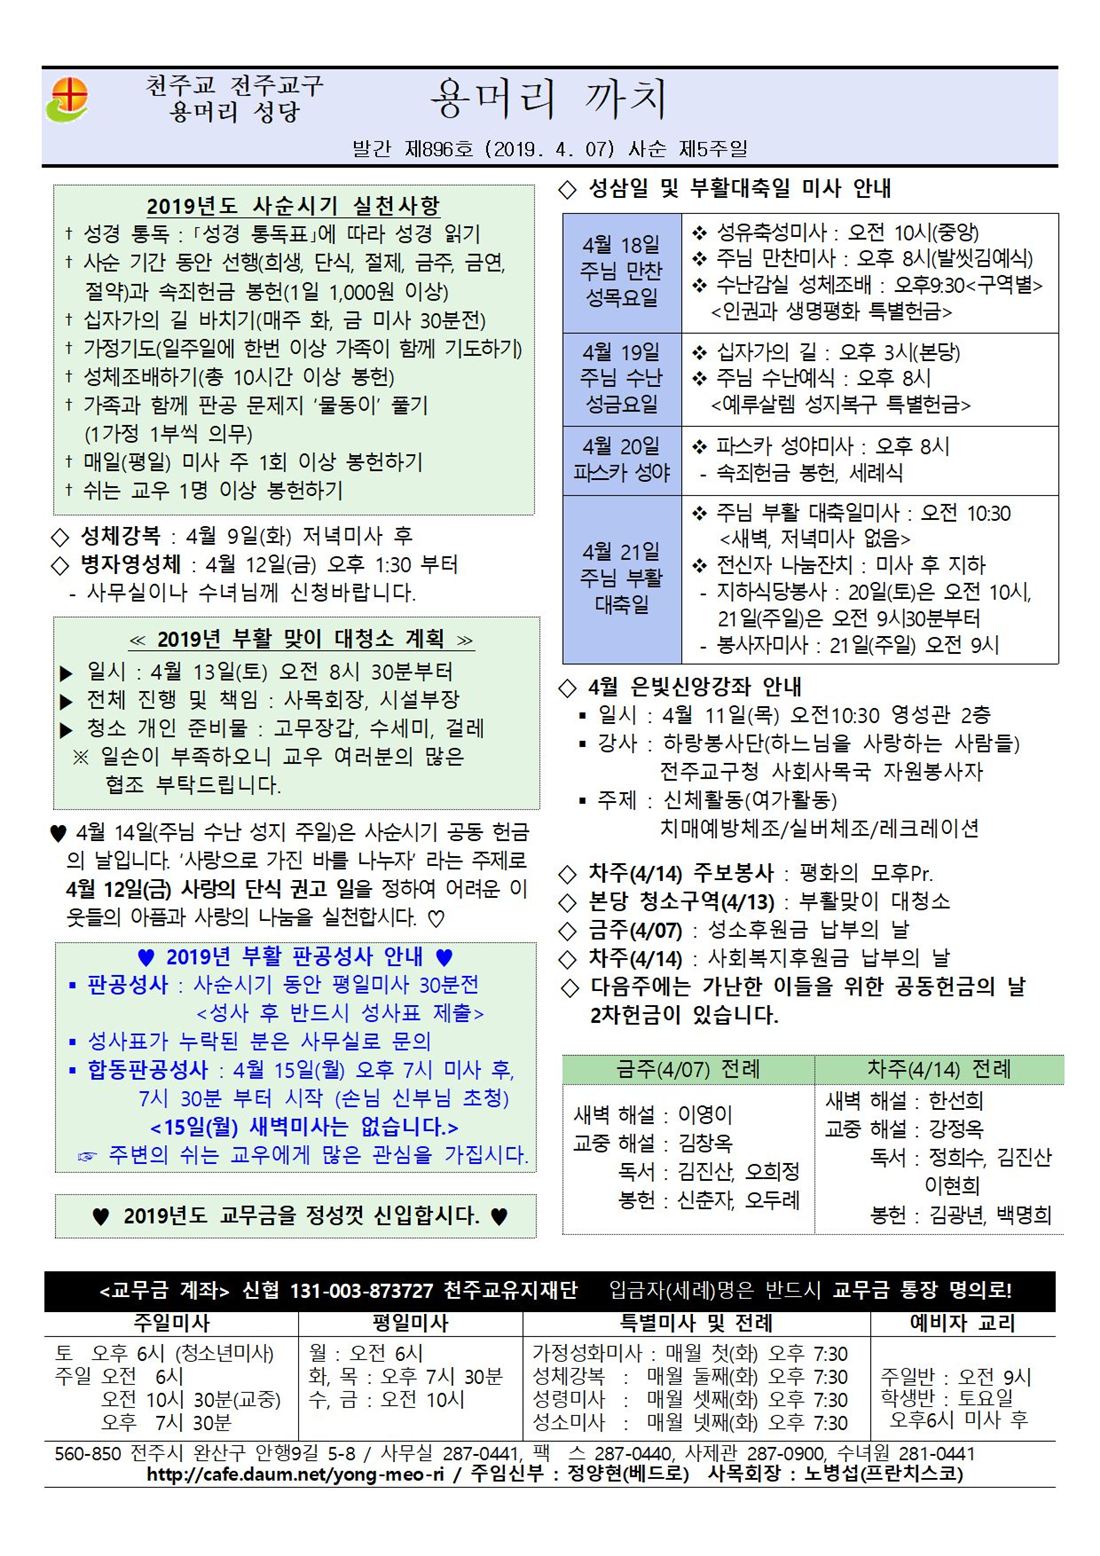 천주교 전주교구
용머리 성당
용머리 까치
발간 제896호 (2019. 4. 07) 사순 제5주일
2019년도 사순시기 실천사항
† 성경 통독 : ｢성경 통독표｣에 따라 성경 읽기
† 사순 기간 동안 선행(희생, 단식, 절제, 금주, 금연,
절약)과 속죄헌금 봉헌(1일 1,000원 이상)
† 십자가의 길 바치기(매주 화, 금 미사 30분전)
† 가정기도(일주일에 한번 이상 가족이 함께 기도하기)
† 성체조배하기(총 10시간 이상 봉헌)
† 가족과 함께 판공 문제지 '물동이' 풀기
(1가정 1부씩 의무)
† 매일(평일) 미사 주 1회 이상 봉헌하기
† 쉬는 교우 1명 이상 봉헌하기
◇ 성체강복 : 4월 9일(화) 저녁미사 후
◇ 병자영성체 : 4월 12일(금) 오후 1:30 부터
- 사무실이나 수녀님께 신청바랍니다.
≪ 2019년 부활 맞이 대청소 계획 ≫
▶ 일시 : 4월 13일(토) 오전 8시 30분부터
▶ 전체 진행 및 책임 : 사목회장, 시설부장
▶ 청소 개인 준비물 : 고무장갑, 수세미, 걸레
※ 일손이 부족하오니 교우 여러분의 많은
협조 부탁드립니다.
♥ 4월 14일(주님 수난 성지 주일)은 사순시기 공동 헌금
의 날입니다. '사랑으로 가진 바를 나누자' 라는 주제로
4월 12일(금) 사랑의 단식 권고 일을 정하여 어려운 이
웃들의 아픔과 사랑의 나눔을 실천합시다. ♡
♥ 2019년 부활 판공성사 안내 ♥
▪ 판공성사 : 사순시기 동안 평일미사 30분전
<성사 후 반드시 성사표 제출>
▪ 성사표가 누락된 분은 사무실로 문의
▪ 합동판공성사 : 4월 15일(월) 오후 7시 미사 후,
7시 30분 부터 시작 (손님 신부님 초청)
<15일(월) 새벽미사는 없습니다.>
☞ 주변의 쉬는 교우에게 많은 관심을 가집시다.
♥ 2019년도 교무금을 정성껏 신입합시다. ♥
◇ 성삼일 및 부활대축일 미사 안내
4월 18일
주님 만찬
성목요일
❖ 성유축성미사 : 오전 10시(중앙)
❖ 주님 만찬미사 : 오후 8시(발씻김예식)
❖ 수난감실 성체조배 : 오후9:30<구역별>
<인권과 생명평화 특별헌금>
4월 19일
주님 수난
성금요일
❖ 십자가의 길 : 오후 3시(본당)
❖ 주님 수난예식 : 오후 8시
<예루살렘 성지복구 특별헌금>
4월 20일
파스카 성야
❖ 파스카 성야미사 : 오후 8시
- 속죄헌금 봉헌, 세례식
4월 21일
주님 부활
대축일
❖ 주님 부활 대축일미사 : 오전 10:30
<새벽, 저녁미사 없음>
❖ 전신자 나눔잔치 : 미사 후 지하
- 지하식당봉사 : 20일(토)은 오전 10시,
21일(주일)은 오전 9시30분부터
- 봉사자미사 : 21일(주일) 오전 9시
◇ 4월 은빛신앙강좌 안내
▪ 일시 : 4월 11일(목) 오전10:30 영성관 2층
▪ 강사 : 하랑봉사단(하느님을 사랑하는 사람들)
전주교구청 사회사목국 자원봉사자
▪ 주제 : 신체활동(여가활동)
치매예방체조/실버체조/레크레이션
◇ 차주(4/14) 주보봉사 : 평화의 모후Pr.
◇ 본당 청소구역(4/13) : 부활맞이 대청소
◇ 금주(4/07) : 성소후원금 납부의 날
◇ 차주(4/14) : 사회복지후원금 납부의 날
◇ 다음주에는 가난한 이들을 위한 공동헌금의 날
2차헌금이 있습니다.
금주(4/07) 전례
새벽 해설 : 이영이
교중 해설 : 김창옥
독서 : 김진산, 오희정
봉헌 : 신춘자, 오두례
차주(4/14) 전례
새벽 해설 : 한선희
교중 해설 : 강정옥
독서 : 정희수, 김진산
이현희
봉헌 : 김광년, 백명희
<교무금 계좌> 신협 131-003-873727 천주교유지재단 입금자(세례)명은 반드시 교무금 통장 명의로!
주일미사
토 오후 6시 (청소년미사)
주일 오전 6시
오전 10시 30분(교중)
오후 7시 30분
평일미사
월 : 오전 6시
화, 목 : 오후 7시 30분
수, 금 : 오전 10시
특별미사 및 전례
가정성화미사 : 매월 첫(화) 오후 7:30
성체강복 : 매월 둘째(화) 오후 7:30
성령미사 : 매월 셋째(화) 오후 7:30
성소미사 : 매월 넷째(화) 오후 7:30
예비자 교리
주일반 : 오전 9시
학생반 : 토요일
오후6시 미사 후
560-850 전주시 완산구 안행9길 5-8 / 사무실 287-0441, 팩 스 287-0440, 사제관 287-0900, 수녀원 281-0441
http://cafe.daum.net/yong-meo-ri / 주임신부 : 정양현(베드로) 사목회장 : 노병섭(프란치스코)